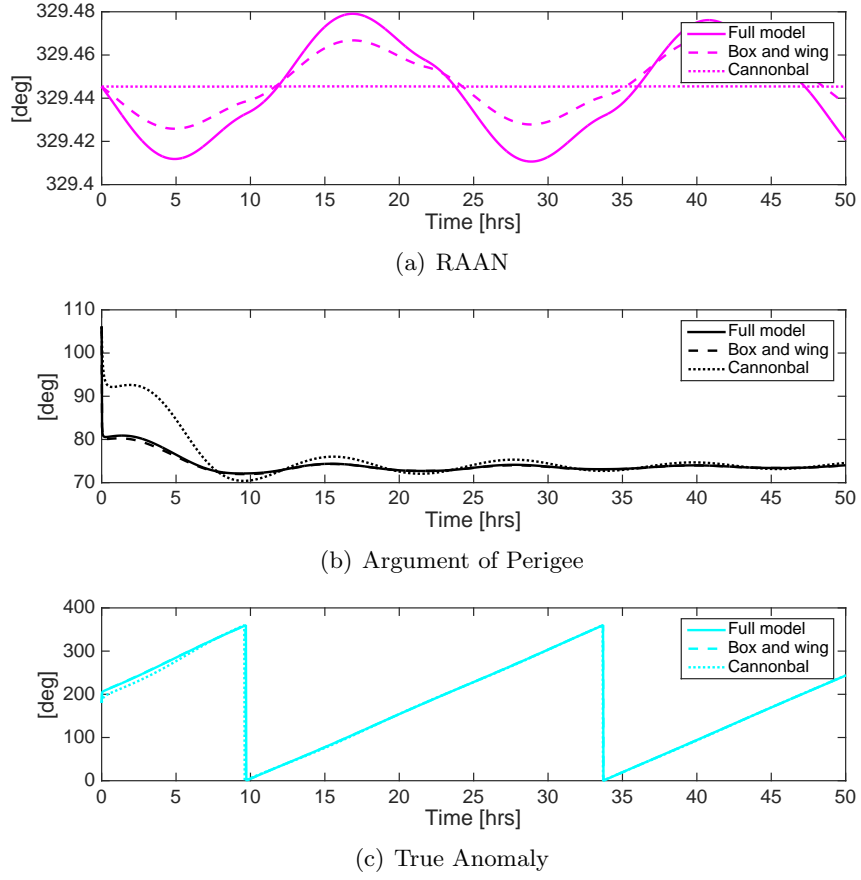 329.48
329.46
329.44
329.42
329.4
[deg]
Full model
Box and wing
Cannonbal
0 5 10 15 20 25 30 35 40 45 50
Time [hrs]
(a) RAAN
110
100
90
80
70
[deg]
Full model
Box and wing
Cannonbal
0 5 10 15 20 25 30 35 40 45 50
Time [hrs]
(b) Argument of Perigee
400
300
200
100
0
[deg]
Full model
Box and wing
Cannonbal
0 5 10 15 20 25 30 35 40 45 50
Time [hrs]
(c) True Anomaly